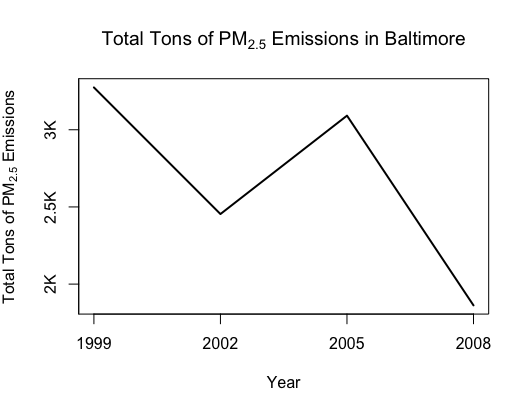 Total Tons of PM2.5 Emissions in Baltimore
Total Tons of PM2.5 Emissions
3K
2.5K
2K
1999 2002 2005 2008
Year